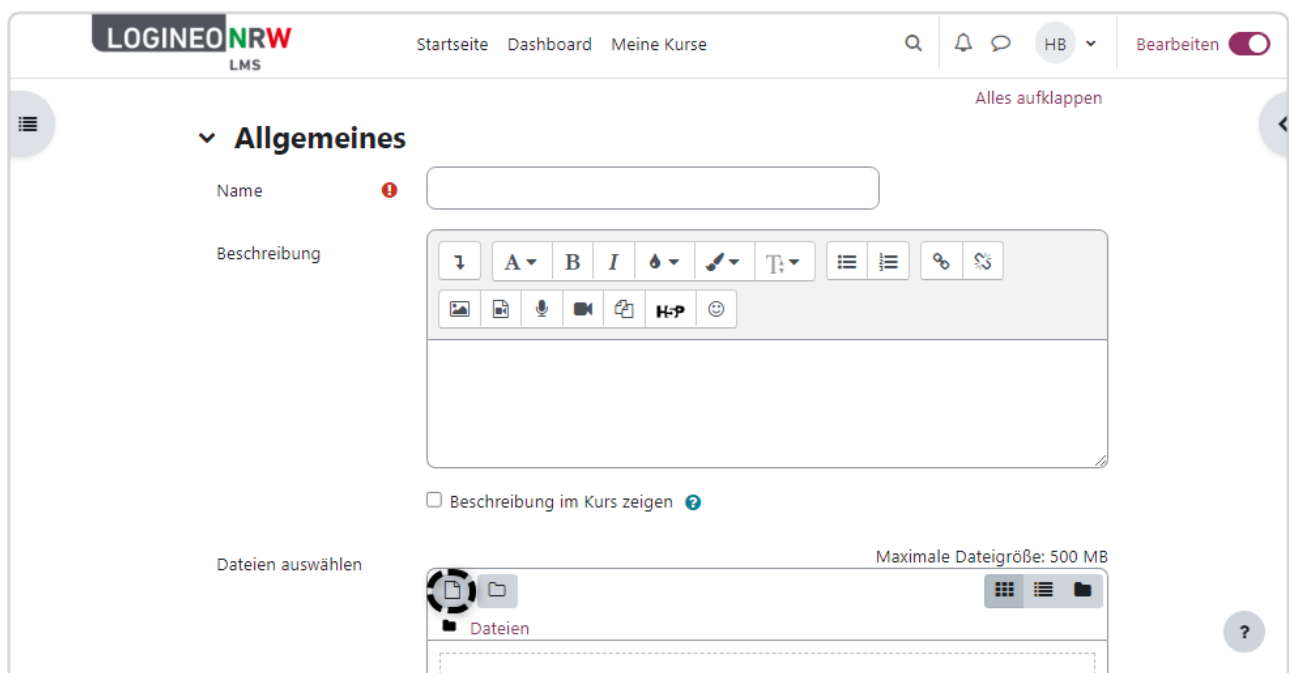 LOGINEO NRW
LMS
Startseite Dashboard Meine Kurse HB Bearbeiten
Alles aufklappen
Allgemeines
Name
Beschreibung
A B I T
H5P
Beschreibung im Kurs zeigen ?
Dateien auswählen
Maximale Dateigröße: 500 MB
Dateien
?